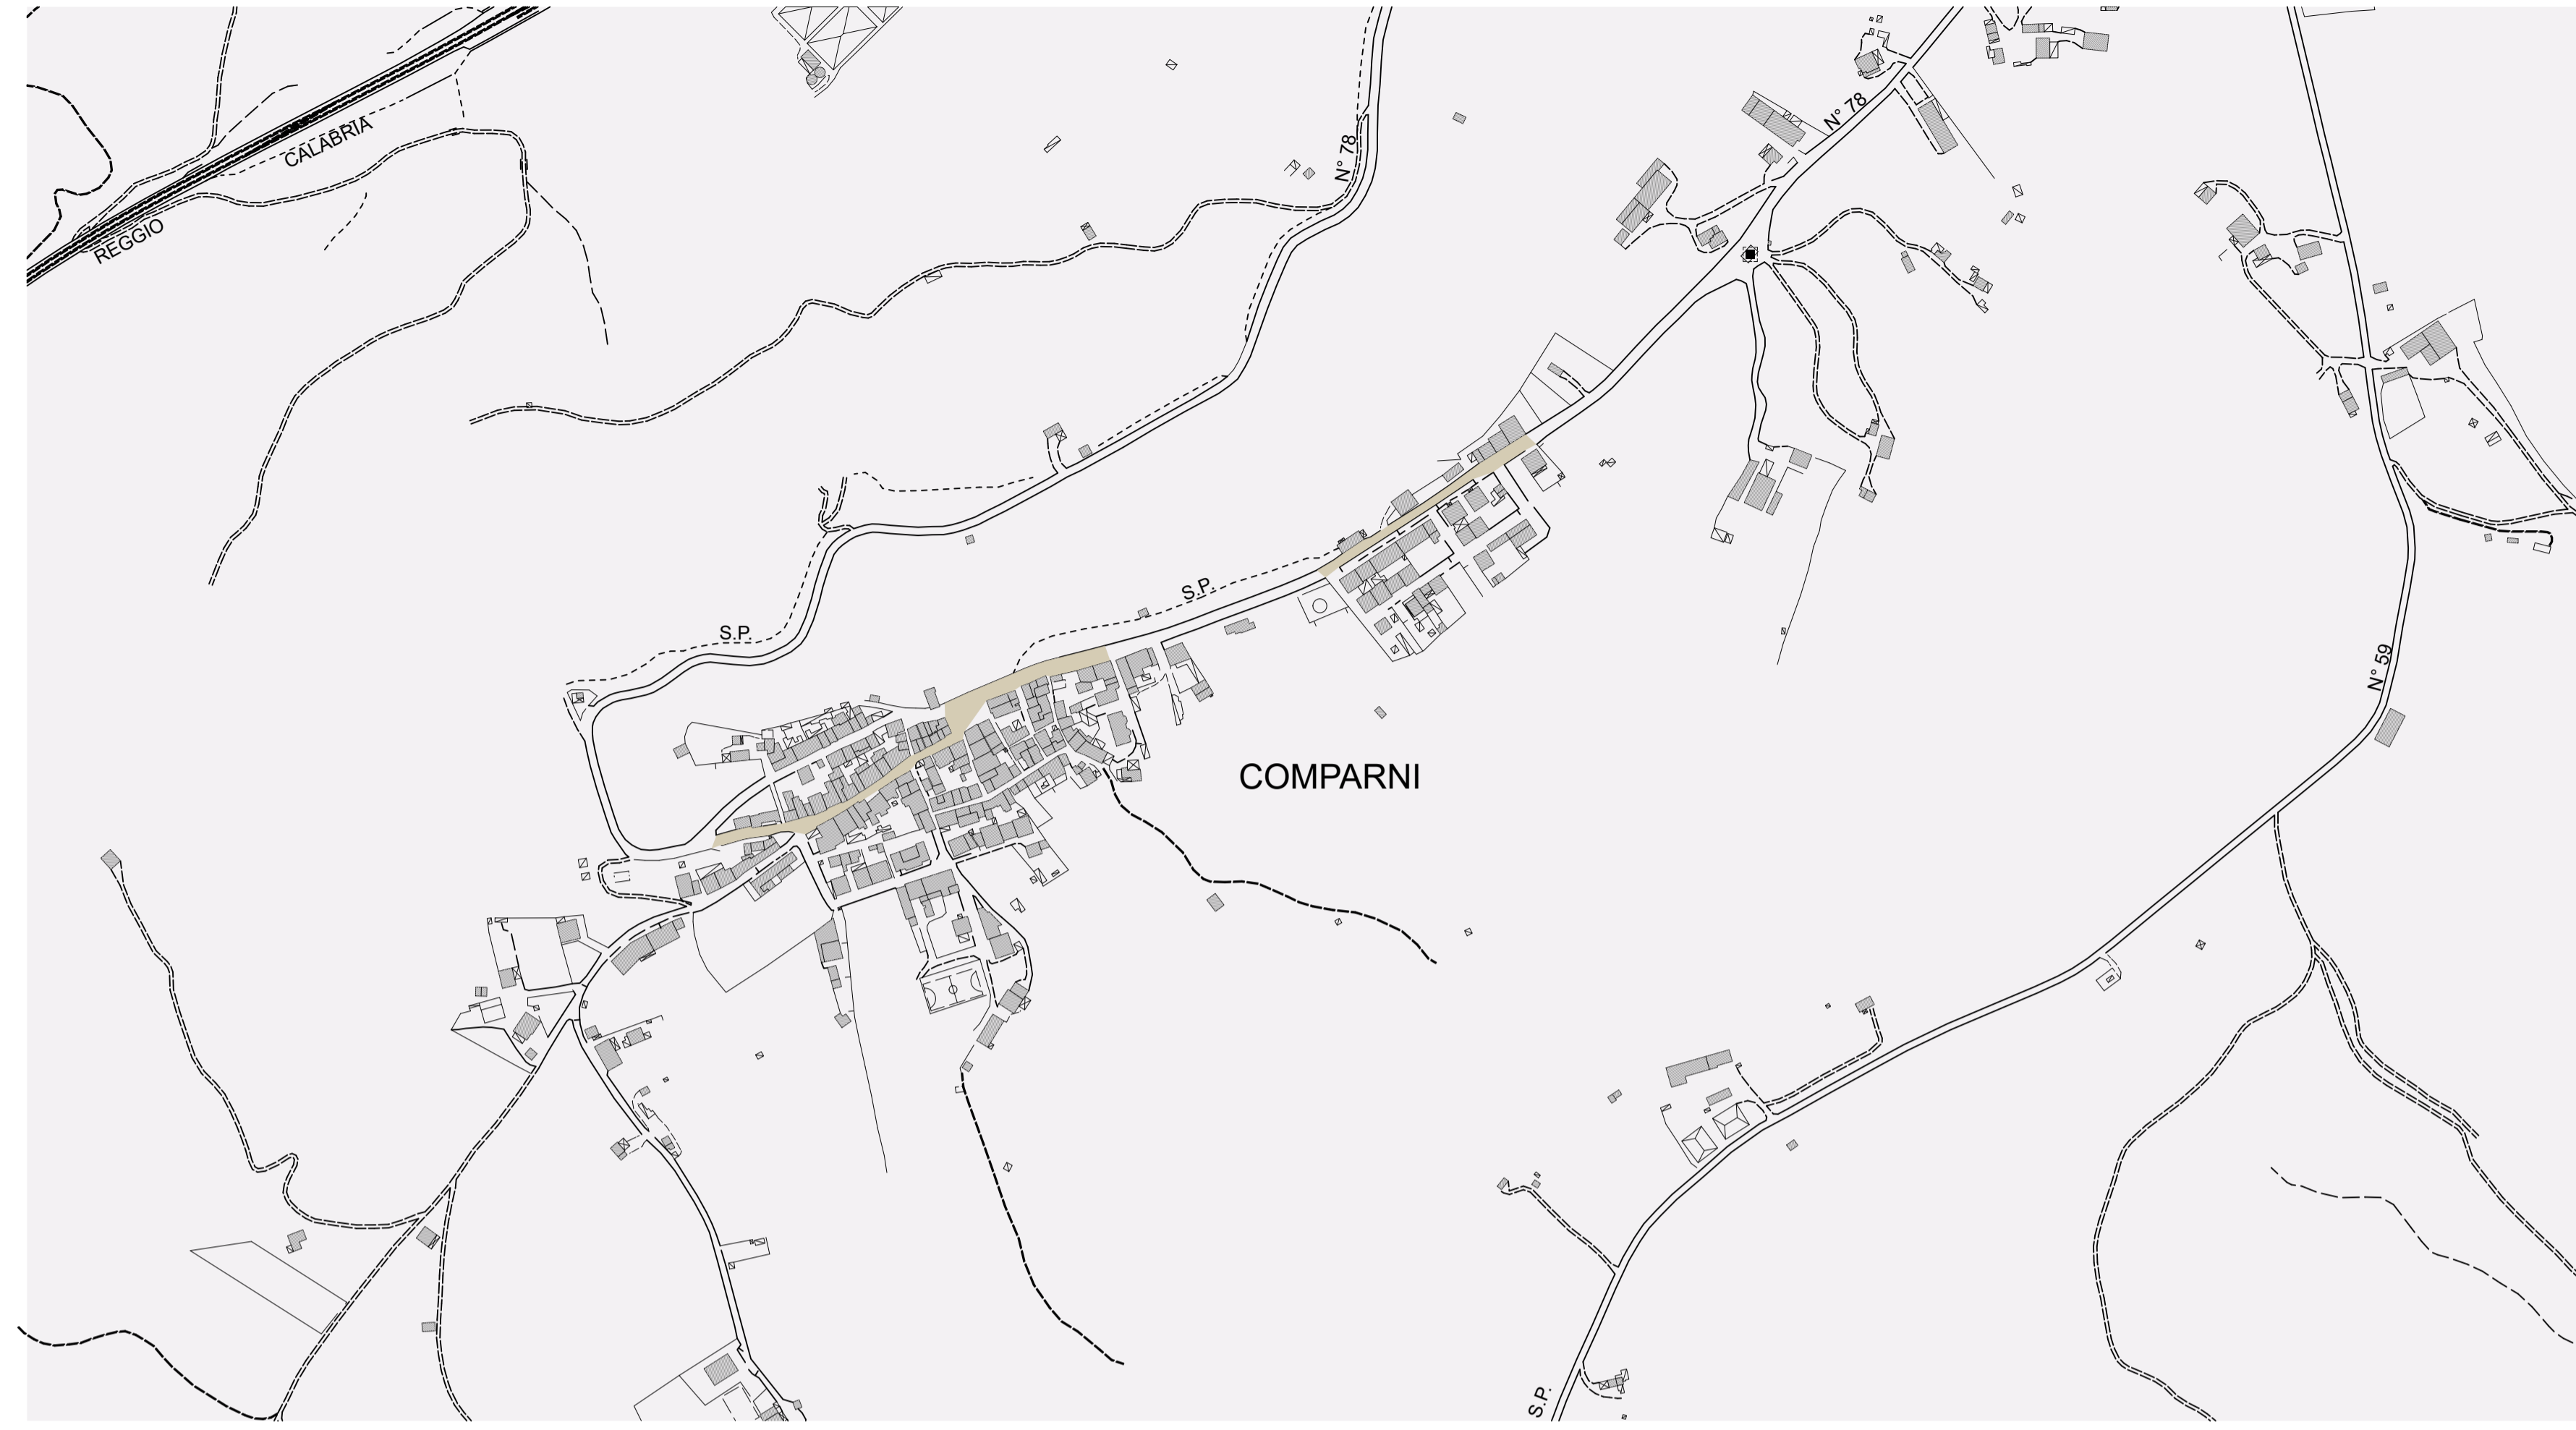 N° 78
CALABRIA
N° 78
REGGIO
S.P.
S.P.
N° 59
COMPARNI
S.P.